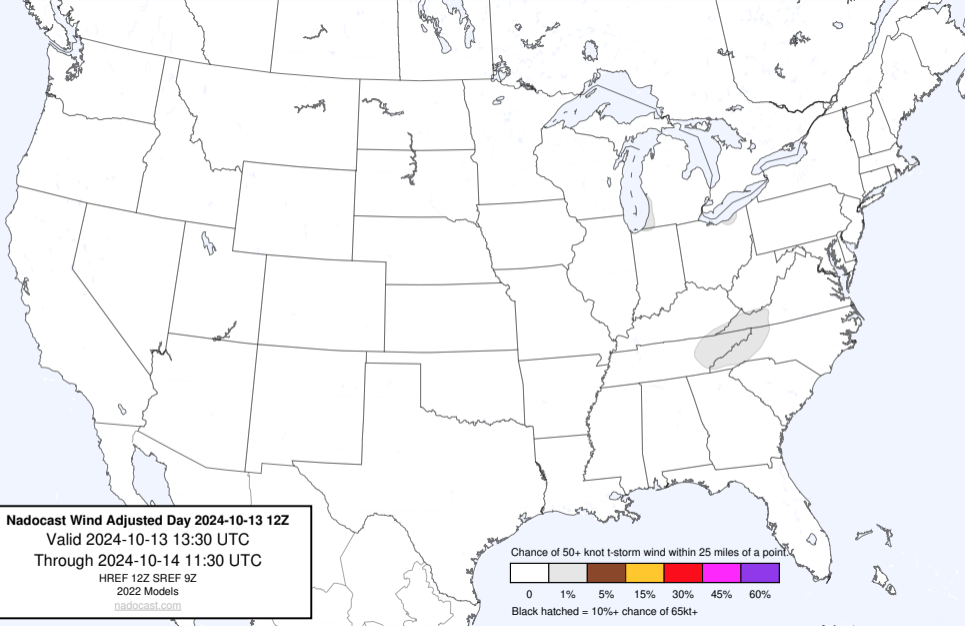 Nadocast Wind Adjusted Day 2024-10-13 12Z
Valid 2024-10-13 13:30 UTC
Through 2024-10-14 11:30 UTC
HREF 12Z SREF 9Z
2022 Models
nadocast.com
Chance of 50+ knot t-storm wind within 25 miles of a point.
0 1% 5% 15% 30% 45% 60%
Black hatched = 10%+ chance of 65kt+